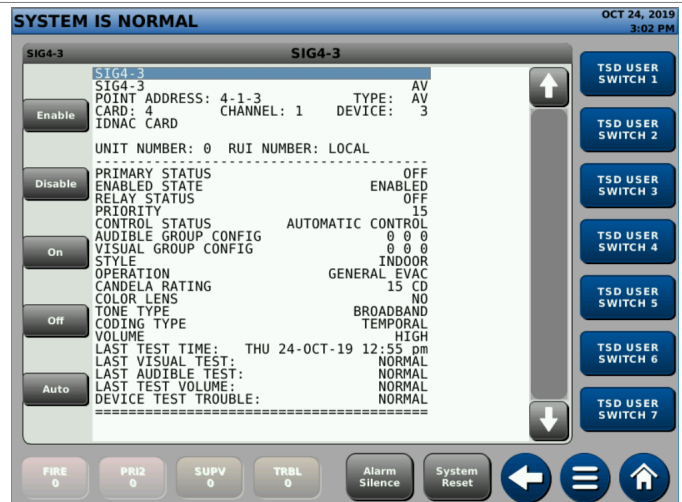 SYSTEM IS NORMAL
OCT 24, 2019
3:02 PM
SIG4-3
SIG4-3
SIG4-3
SIG4-3 AV
POINT ADDRESS: 4-1-3 TYPE: AV
CARD: 4 CHANNEL: 1 DEVICE: 3
IDNAC CARD
UNIT NUMBER: 0 RUI NUMBER: LOCAL
----------------------------------------
PRIMARY STATUS OFF
ENABLED STATE ENABLED
RELAY STATUS OFF
PRIORITY 15
CONTROL STATUS AUTOMATIC CONTROL
AUDIBLE GROUP CONFIG 0 0 0
VISUAL GROUP CONFIG 0 0 0
STYLE INDOOR
OPERATION GENERAL EVAC
CANDELA RATING 15 CD
COLOR LENS NO
TONE TYPE BROADBAND
CODING TYPE TEMPORAL
VOLUME HIGH
LAST TEST TIME: THU 24-OCT-19 12:55 pm
LAST VISUAL TEST: NORMAL
LAST AUDIBLE TEST: NORMAL
LAST TEST VOLUME: NORMAL
DEVICE TEST TROUBLE: NORMAL
========================================
Enable
Disable
On
Off
Auto
TSD USER
SWITCH 1
TSD USER
SWITCH 2
TSD USER
SWITCH 3
TSD USER
SWITCH 4
TSD USER
SWITCH 5
TSD USER
SWITCH 6
TSD USER
SWITCH 7
FIRE
0
PRI2
0
SUPV
0
TRBL
0
Alarm
Silence
System
Reset